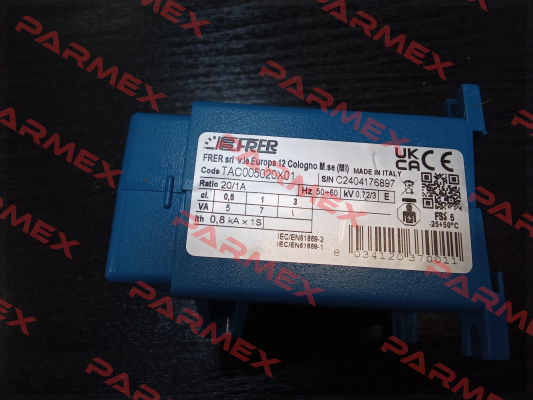 FRER
FRER srl v.le Europa 12 Cologno M.se (MI)
MADE IN ITALY
UK CA CE
Code TAC005020X01
S/N C2404176897
Ratio 20/1A
Hz 50~60 kV 0,72/3 E
cl. 0,5 1 3
VA 5 7 \
Ith 0,8 kA x 1S
FS: 5
-25+50°C
IEC/EN61869-2
IEC/EN61869-1
8 034120 370011
PARMEX
PARMEX
PARMEX
PARMEX
PARMEX
PARMEX
PARMEX
PARMEX